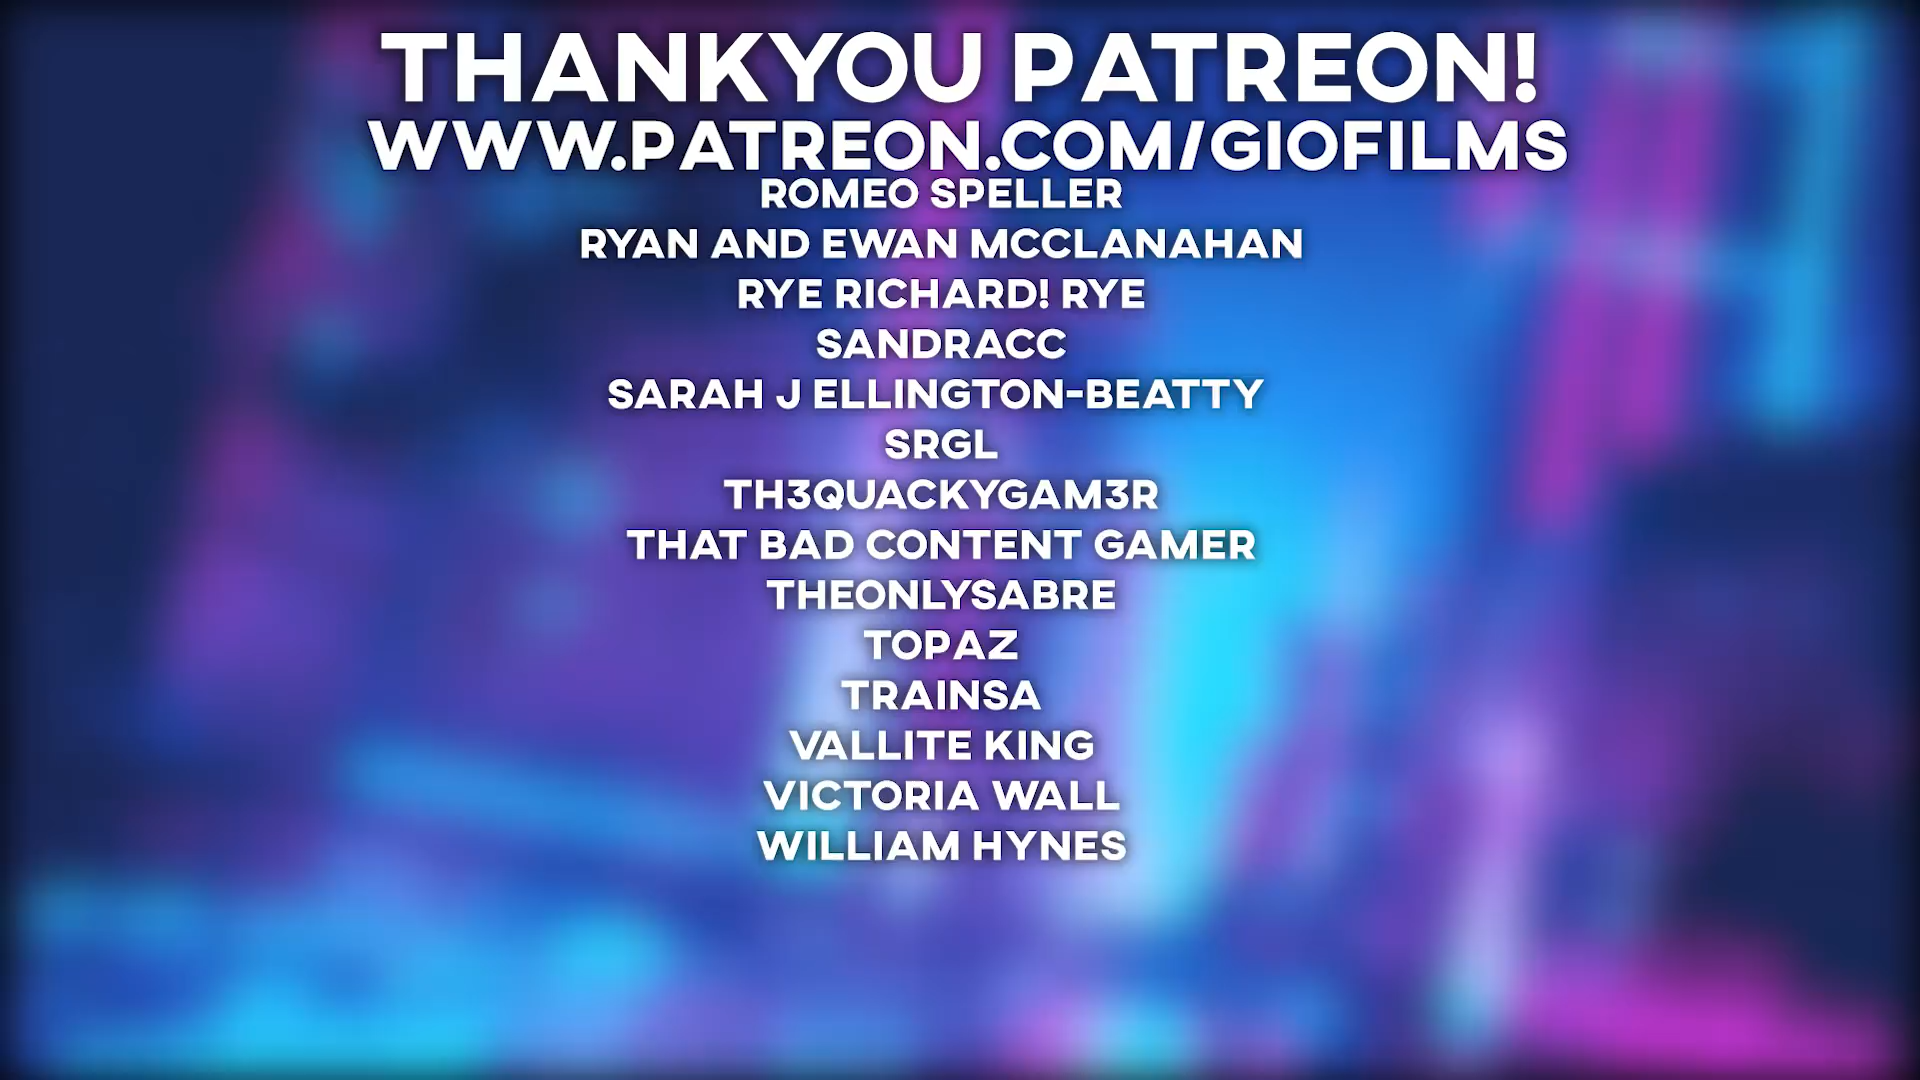 THANKYOU PATREON!
WWW.PATREON.COM/GIOFILMS
ROMEO SPELLER
RYAN AND EWAN MCCLANAHAN
RYE RICHARD! RYE
SANDRACC
SARAH J ELLINGTON-BEATTY
SRGL
TH3QUACKYGAM3R
THAT BAD CONTENT GAMER
THEONLYSABRE
TOPAZ
TRAINSA
VALLITE KING
VICTORIA WALL
WILLIAM HYNES